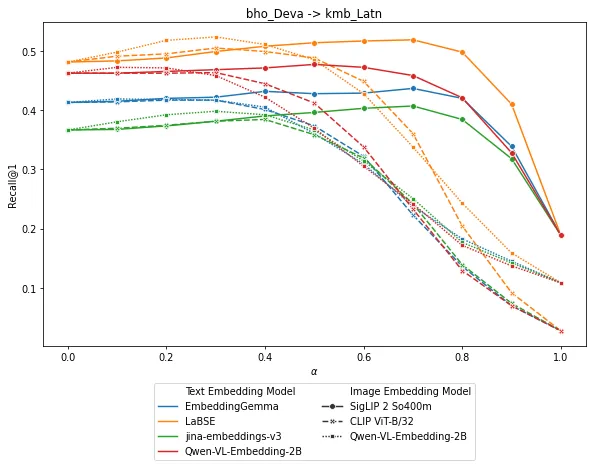 bho_Deva -> kmb_Latn
0.5
0.4
0.3
0.2
0.1
Recall@1
0.0 0.2 0.4 0.6 0.8 1.0
α
Text Embedding Model Image Embedding Model
EmbeddingGemma SigLIP 2 So400m
LaBSE CLIP ViT-B/32
jina-embeddings-v3 Qwen-VL-Embedding-2B
Qwen-VL-Embedding-2B